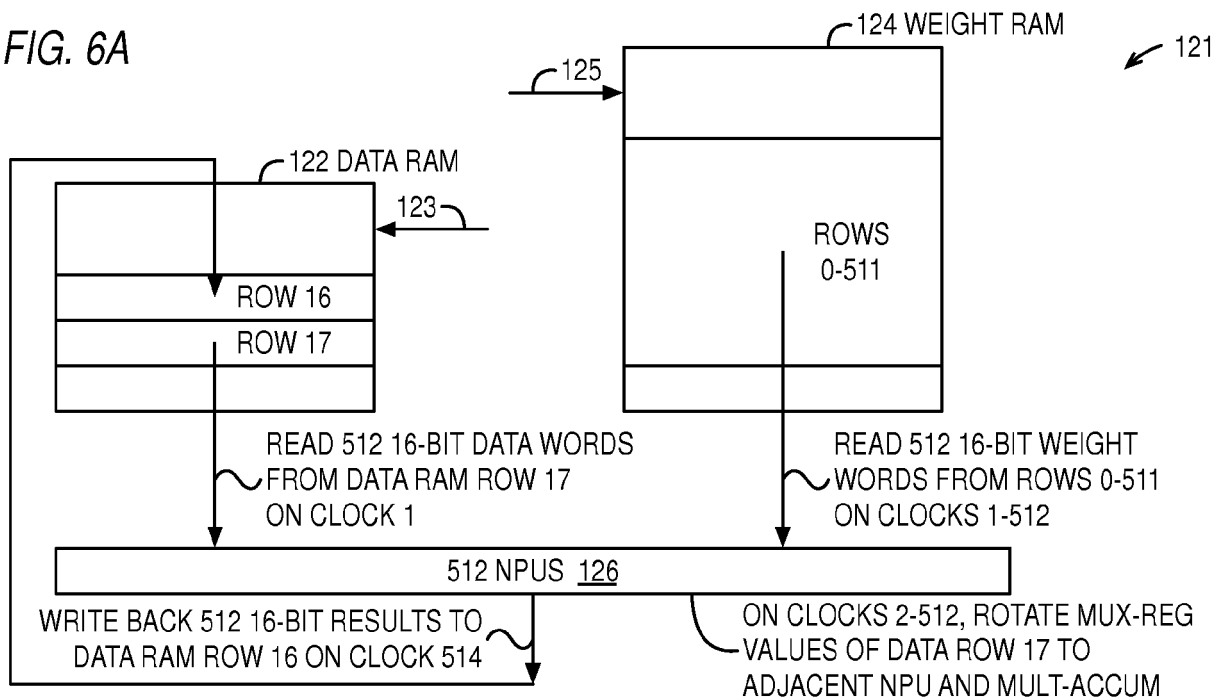 FIG. 6A
124 WEIGHT RAM
121
125
122 DATA RAM
123
ROWS
0-511
ROW 16
ROW 17
READ 512 16-BIT DATA WORDS
FROM DATA RAM ROW 17
ON CLOCK 1
READ 512 16-BIT WEIGHT
WORDS FROM ROWS 0-511
ON CLOCKS 1-512
512 NPUS 126
WRITE BACK 512 16-BIT RESULTS TO
DATA RAM ROW 16 ON CLOCK 514
ON CLOCKS 2-512, ROTATE MUX-REG
VALUES OF DATA ROW 17 TO
ADJACENT NPU AND MULT-ACCUM